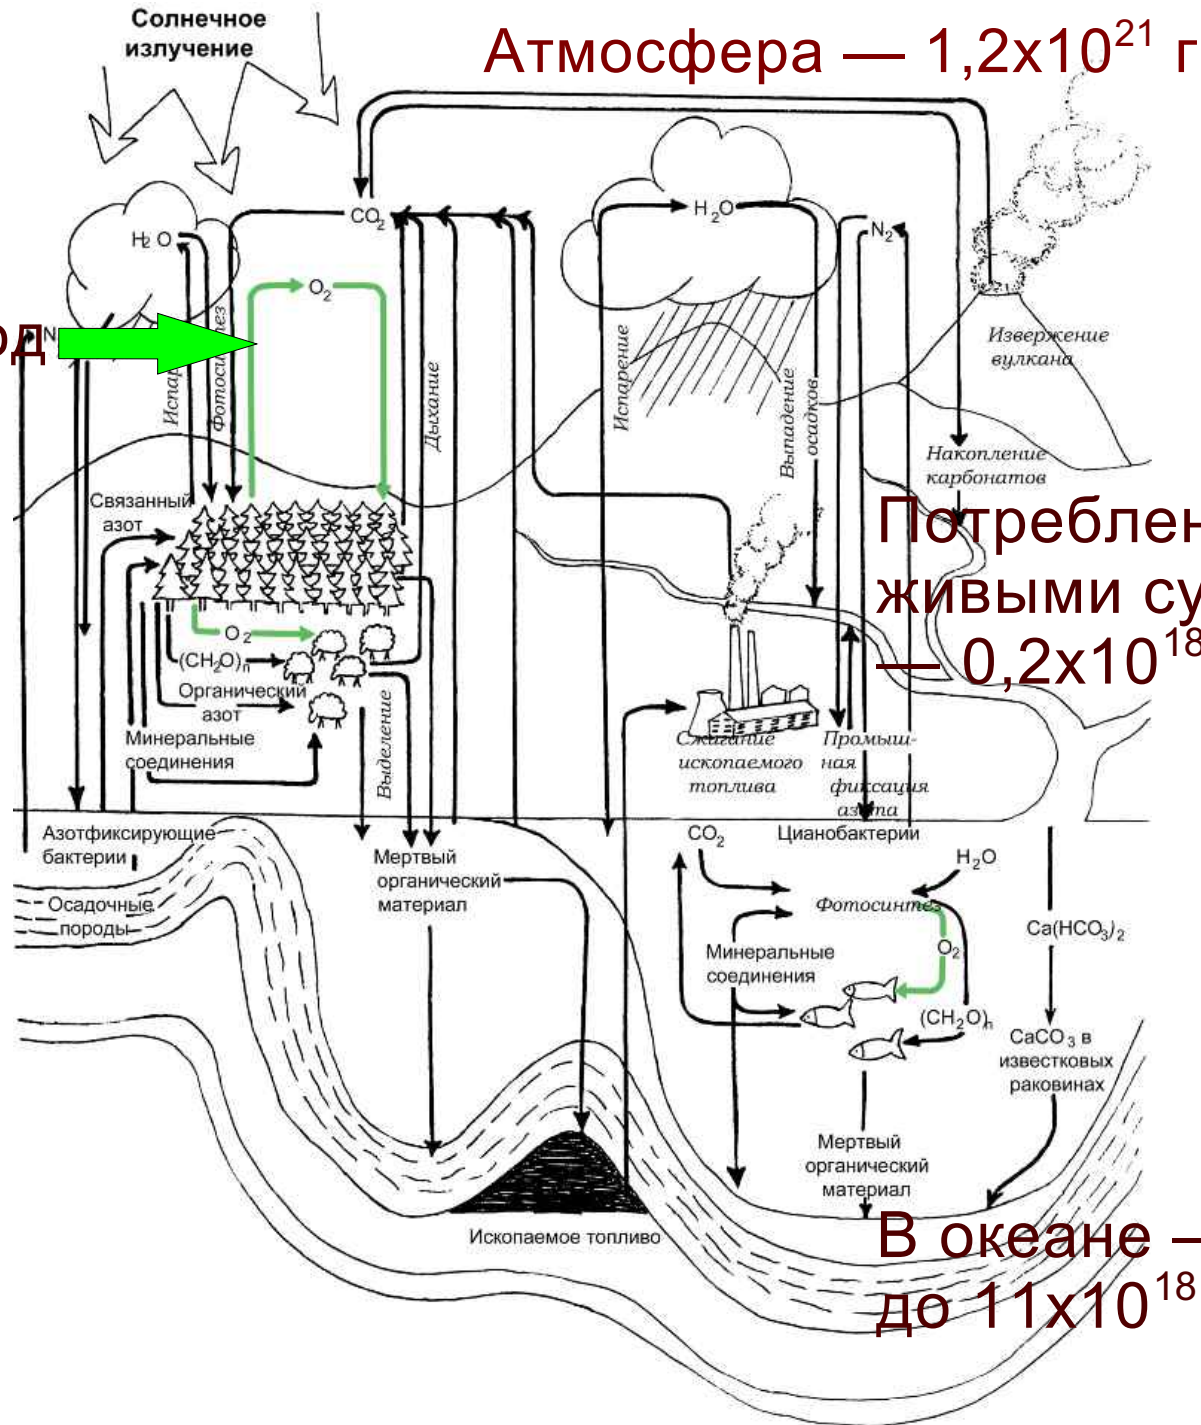 Солнечное
излучение
Атмосфера — 1,2x10²¹ г
CO₂
H₂O
H₂O
N₂
O₂
N
од
Фотосинтез
Дыхание
Испарение
Выпадение
осадков
Извержение
вулкана
Накопление
карбонатов
Связанный
азот
Потреблен
живыми су
— 0,2x10¹⁸
O₂
(CH₂O)ₙ
Органический
азот
Минеральные
соединения
Выделение
Сжигание
ископаемого
топлива
Промыш-
ная
фиксация
азота
Азотфиксирующие
бактерии
Осадочные
породы
Мертвый
органический
материал
CO₂
Цианобактерии
H₂O
Фотосинтез
Ca(HCO₃)₂
O₂
Минеральные
соединения
(CH₂O)ₙ
CaCO₃ в
известковых
раковинах
Мертвый
органический
материал
Ископаемое топливо
В океане –
до 11x10¹⁸